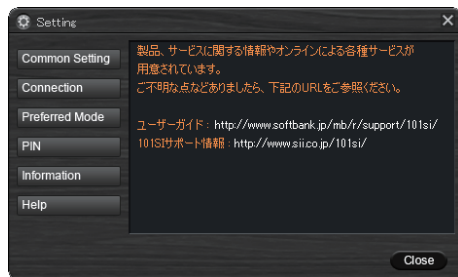 Setting
Common Setting
Connection
Preferred Mode
PIN
Information
Help
製品、サービスに関する情報やオンラインによる各種サービスが
用意されています。
ご不明な点などありましたら、下記のURLをご参照ください。
ユーザーガイド : http://www.softbank.jp/mb/r/support/101si/
101SIサポート情報 : http://www.sii.co.jp/101si/
Close